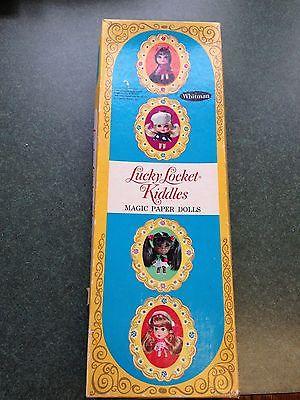 Whitman
Lucky Locket
Kiddles
MAGIC PAPER DOLLS